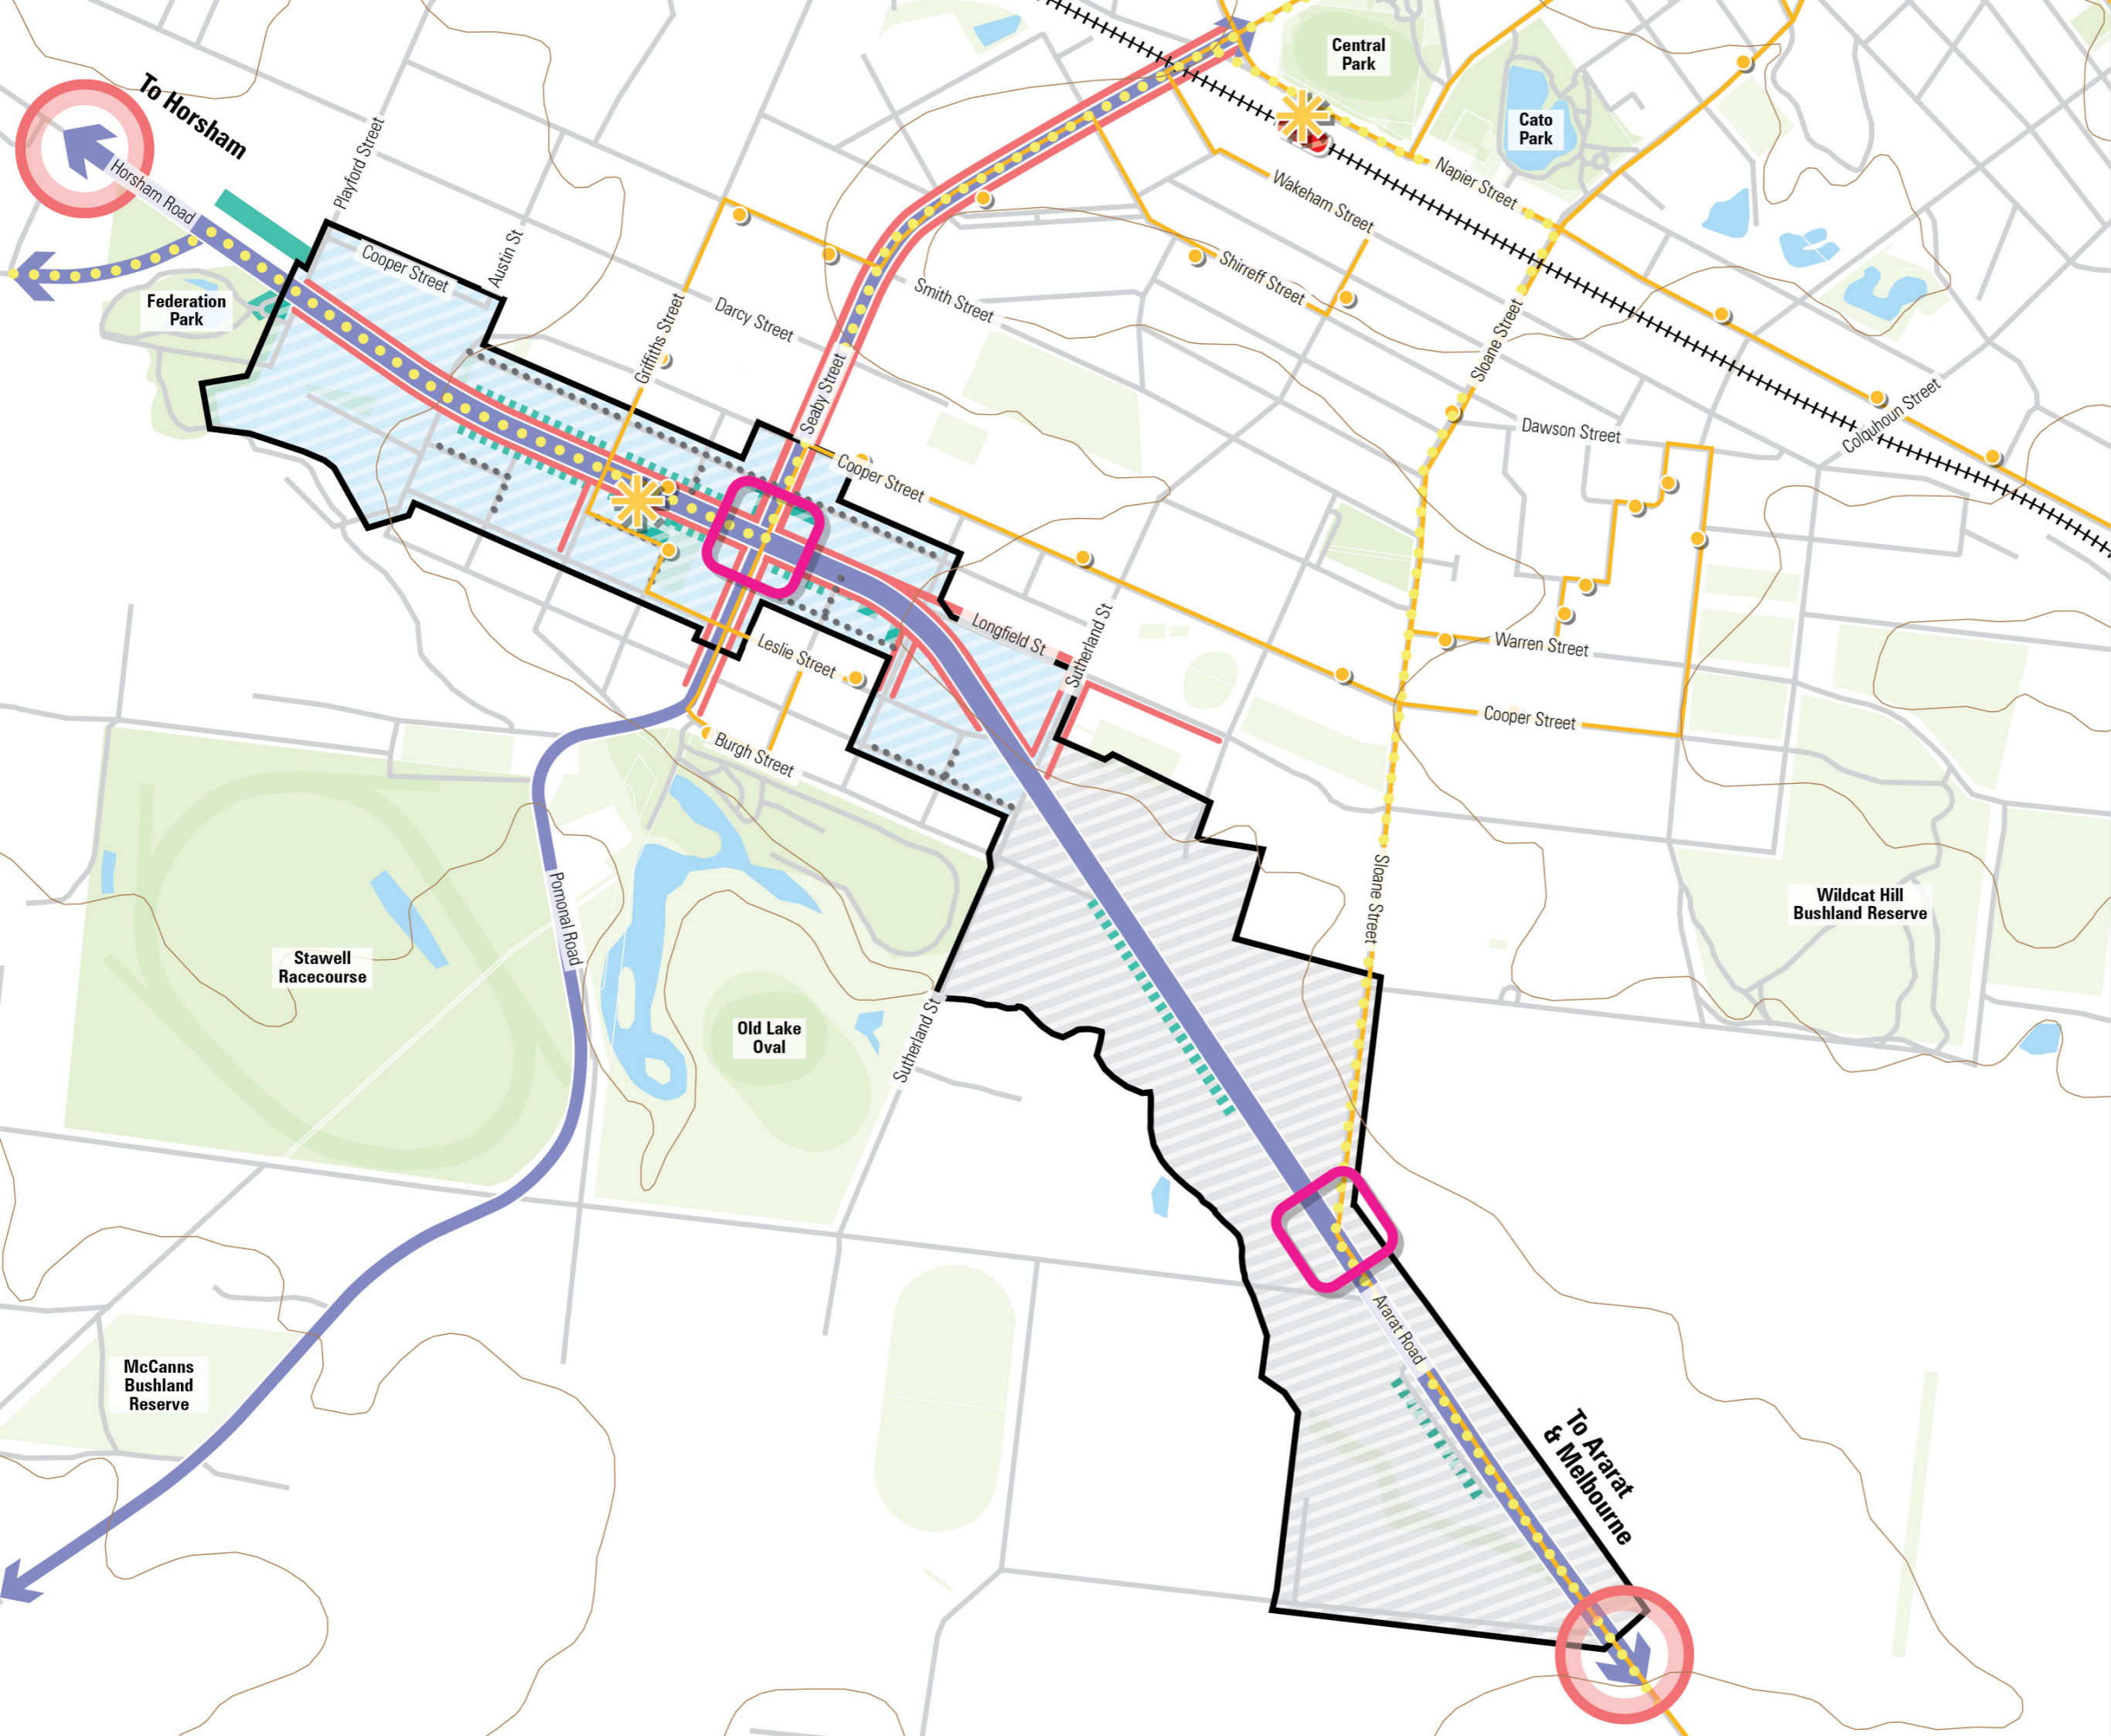 Central
Park
Cato
Park
To Horsham
Playford Street
Horsham Road
Napier Street
Wakeham Street
Cooper Street
Austin St
Federation
Park
Shirreff Street
Smith Street
Darcy Street
Griffiths Street
Sloane Street
Seaby Street
Colquhoun Street
Dawson Street
Cooper Street
Longfield St
Sutherland St
Leslie Street
Warren Street
Cooper Street
Burgh Street
Sloane Street
Pomonal Road
Wildcat Hill
Bushland Reserve
Stawell
Racecourse
Old Lake
Oval
Sutherland St
Ararat Road
McCanns
Bushland
Reserve
To Ararat
& Melbourne